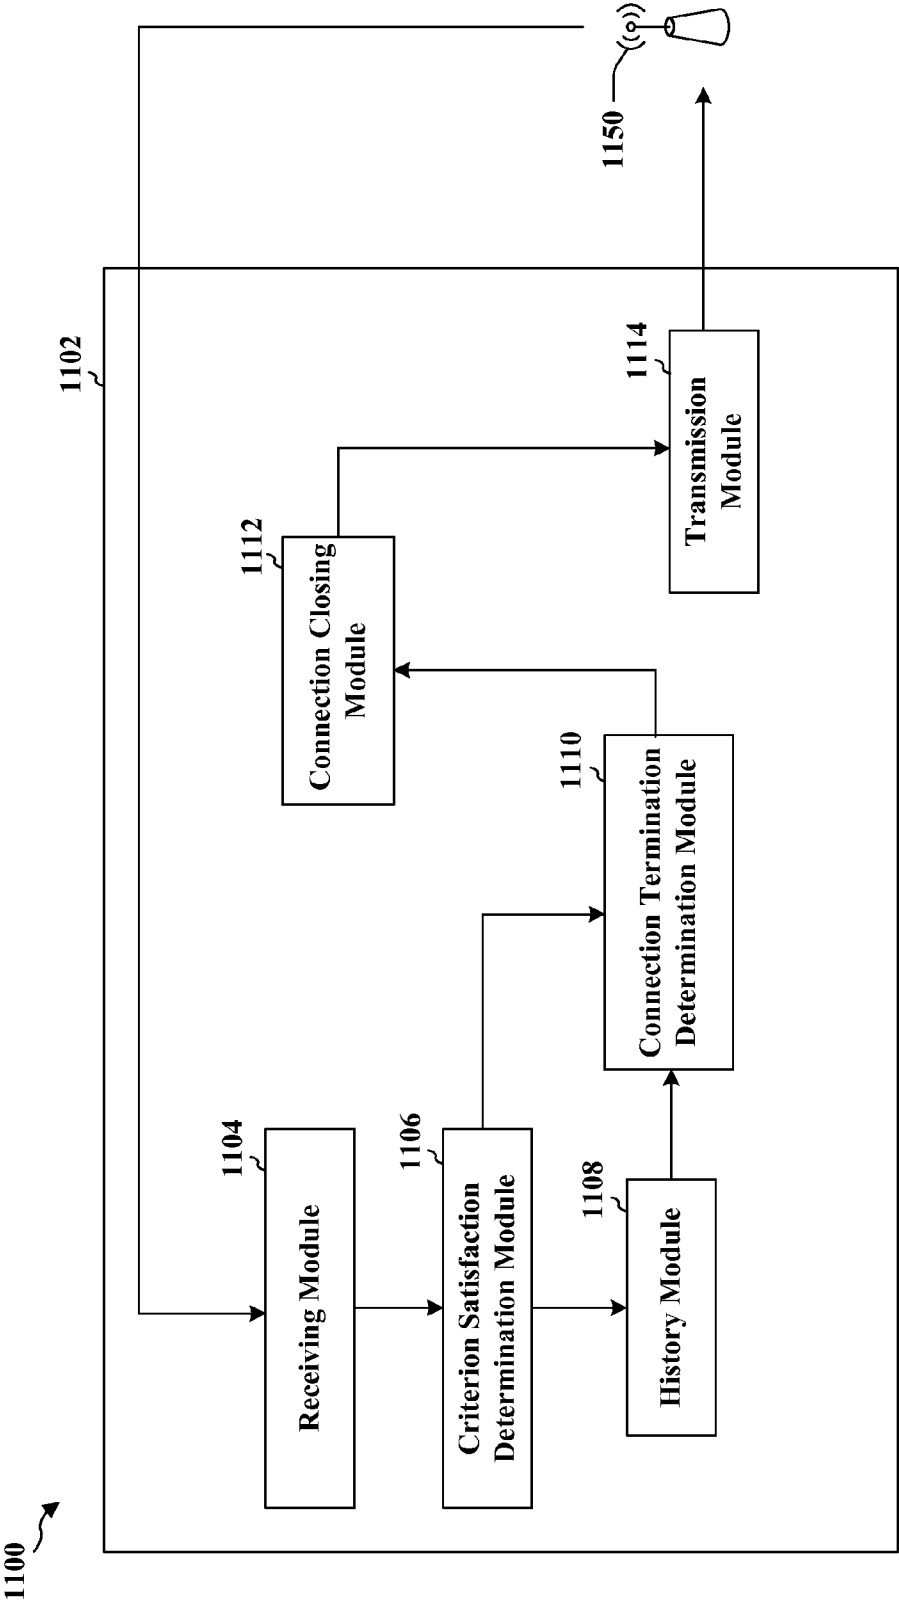 1100
1102
1104
Receiving Module
1106
Criterion Satisfaction
Determination Module
1108
History Module
1110
Connection Termination
Determination Module
1112
Connection Closing
Module
1114
Transmission
Module
1150